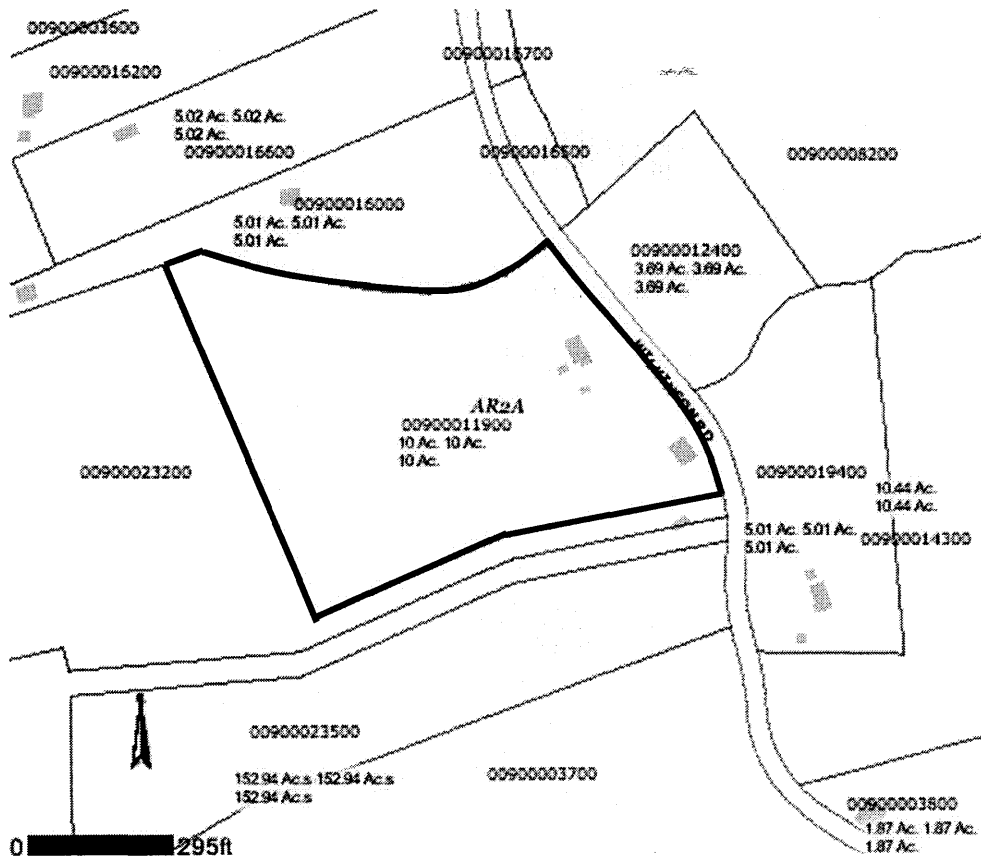 00900003600
00900015700
00900016200
5.02 Ac. 5.02 Ac.
5.02 Ac.
00900016600
00900016500
00900008200
00900016000
5.01 Ac. 5.01 Ac.
5.01 Ac.
00900012400
3.69 Ac. 3.69 Ac.
3.69 Ac.
AR2A
00900011900
10 Ac. 10 Ac.
10 Ac.
00900023200
00900019400
10.44 Ac.
10.44 Ac.
5.01 Ac. 5.01 Ac.
5.01 Ac.
00900014300
00900023500
152.94 Ac.s 152.94 Ac.s
152.94 Ac.s
00900003700
00900003800
1.87 Ac. 1.87 Ac.
1.87 Ac.
0 295ft